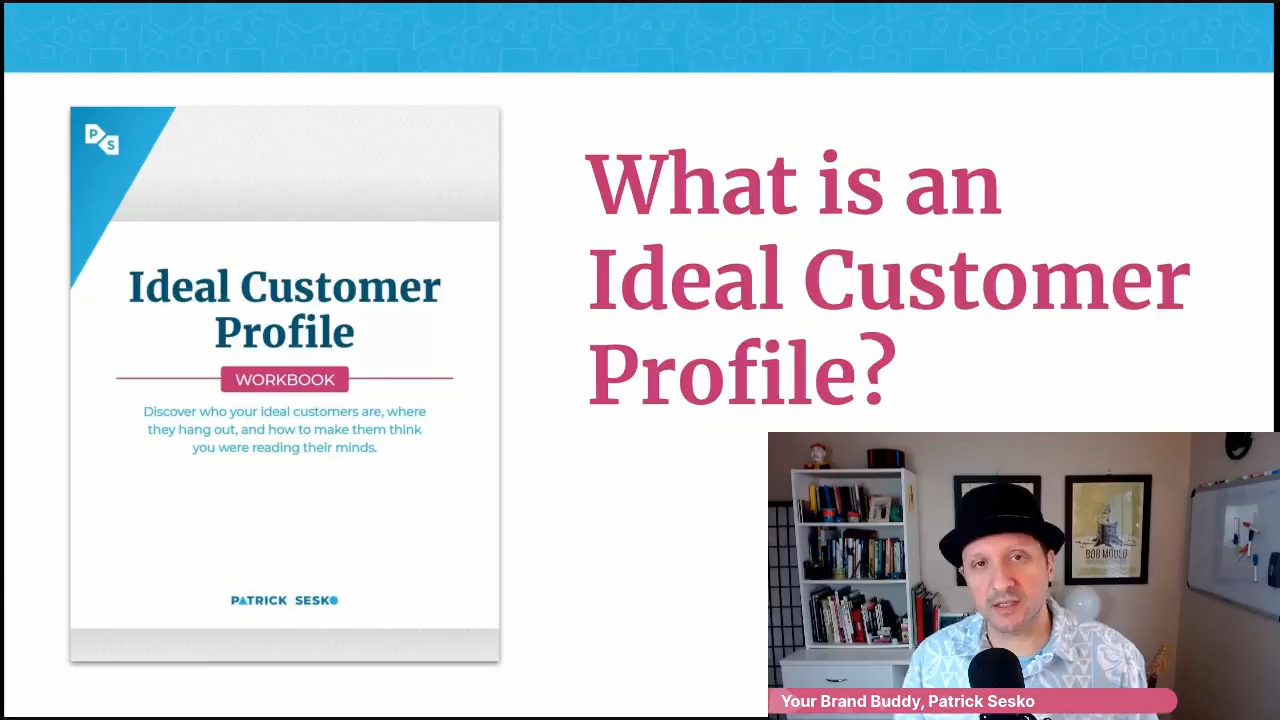 P
S
Ideal Customer
Profile
WORKBOOK
Discover who your ideal customers are, where
they hang out, and how to make them think
you were reading their minds.
PATRICK SESKO
What is an
Ideal Customer
Profile?
BOB MOULD
Your Brand Buddy, Patrick Sesko